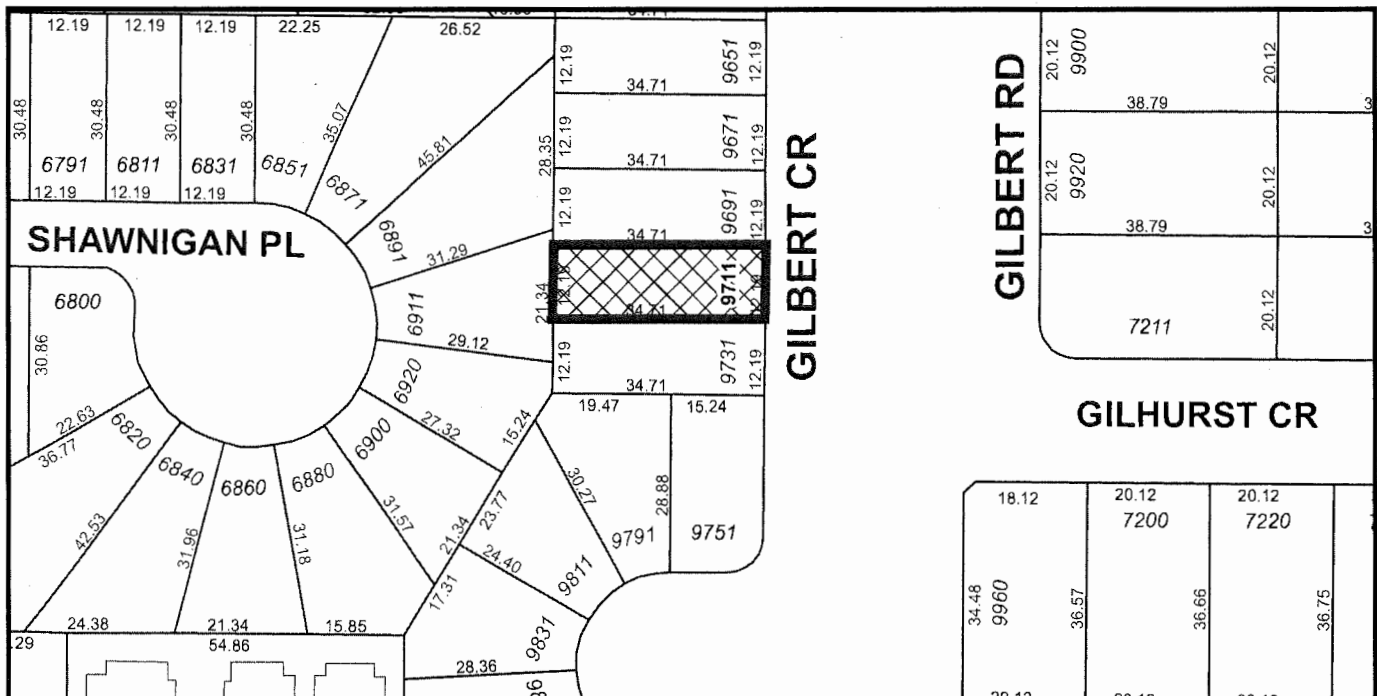 12.19 12.19 12.19 22.25 26.52
30.48 30.48 30.48 30.48 35.07 45.81 28.35
6791 6811 6831 6851 6871 6891
12.19 12.19 12.19
SHAWNIGAN PL
31.29
6911
29.12
6920
27.32
6900
31.57
6880
31.18
6860
31.96
6840
42.53
6820
22.63
36.77
6800
30.86
24.38 21.34 15.85
54.86
.29
34.71
12.19 9651 12.19
34.71
12.19 9671 12.19
34.71
12.19 9691 12.19
34.71
21.34 9711
34.71
12.19 9731 12.19
34.71
19.47 15.24
15.24
30.27
28.88
9791 9751
23.77
21.34
24.40
9811
17.31
9831
28.36
GILBERT CR
GILBERT RD
20.12 9900 20.12
38.79
20.12 9920 20.12
38.79
7211 20.12
GILHURST CR
18.12 20.12 20.12
7200 7220
34.48 9960 36.57 36.66 36.75